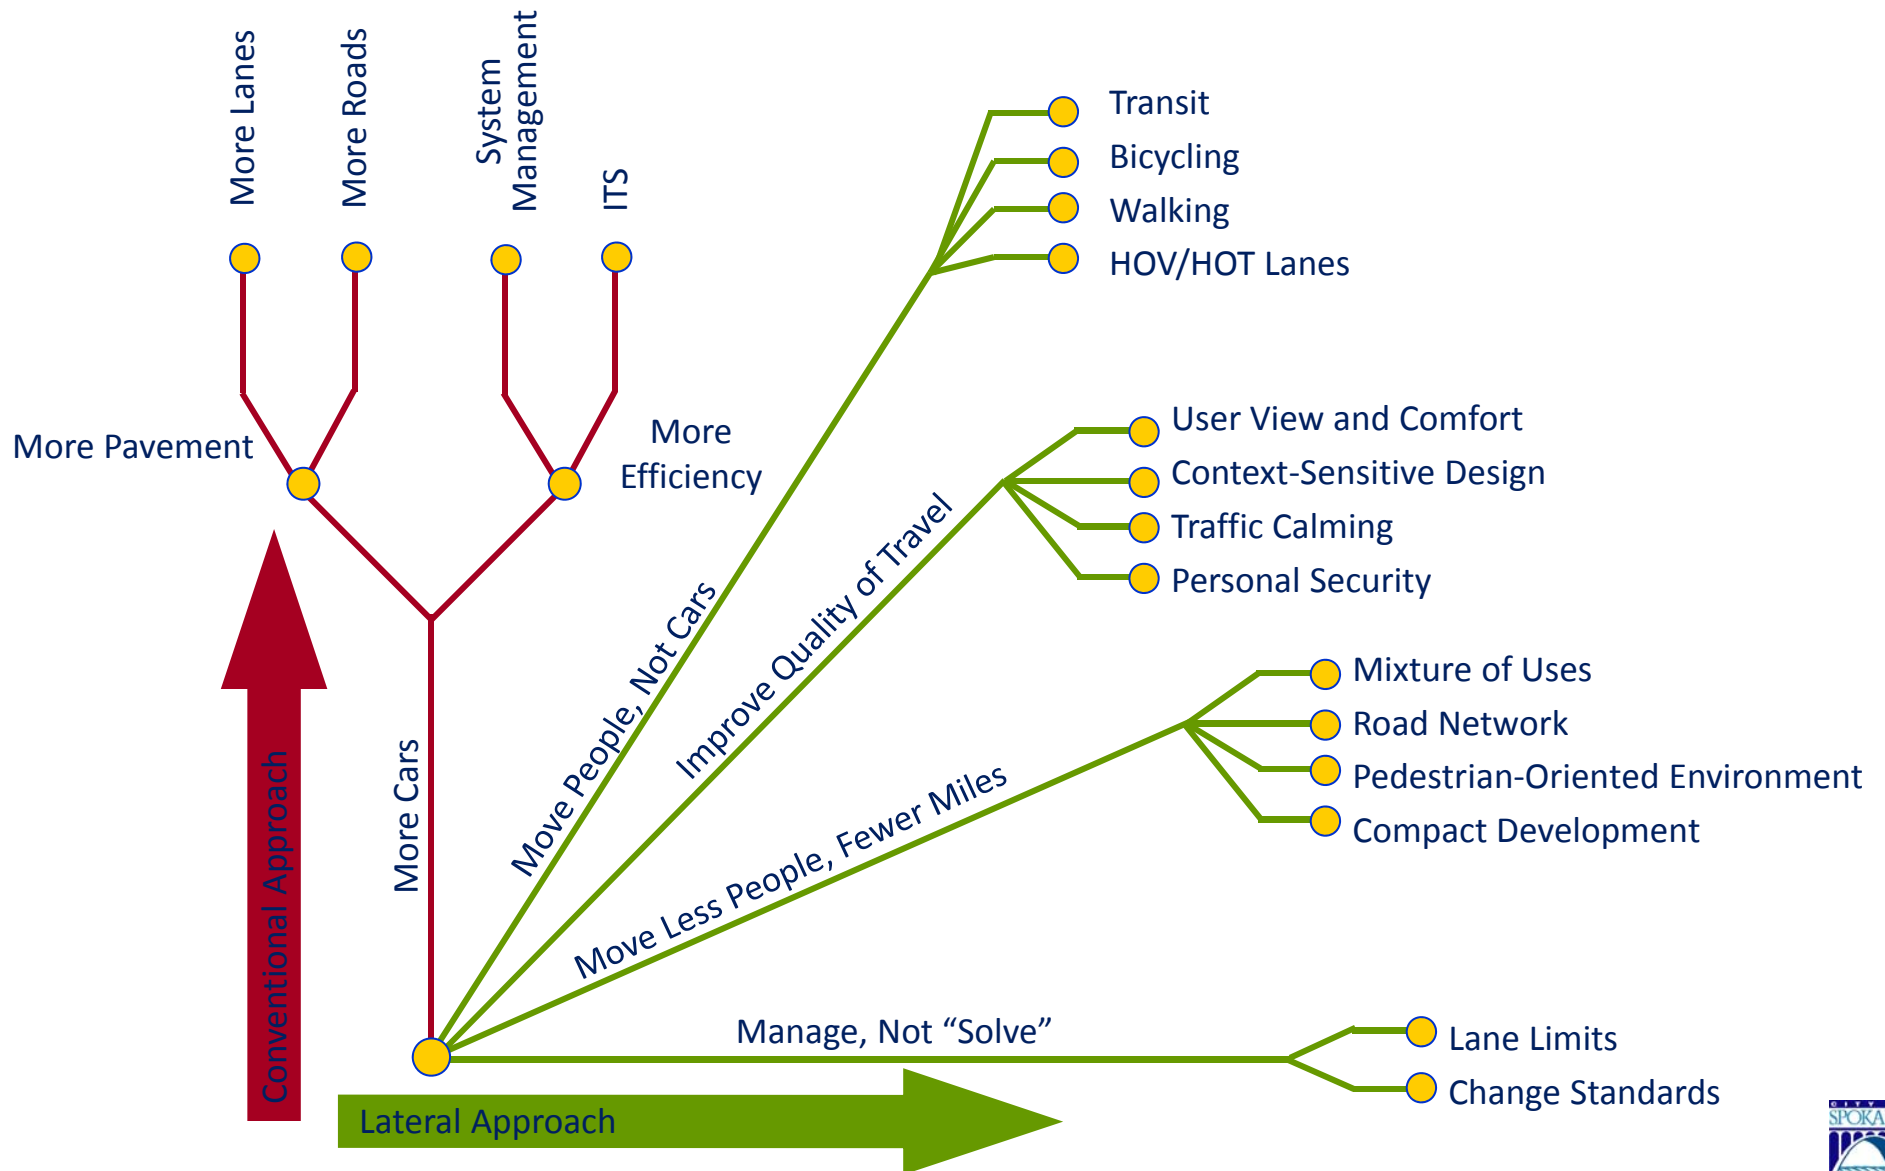 More Lanes
More Roads
System
Management
ITS
More Pavement
More
Efficiency
More Cars
Conventional Approach
Move People, Not Cars
Transit
Bicycling
Walking
HOV/HOT Lanes
Improve Quality of Travel
User View and Comfort
Context-Sensitive Design
Traffic Calming
Personal Security
Move Less People, Fewer Miles
Mixture of Uses
Road Network
Pedestrian-Oriented Environment
Compact Development
Manage, Not “Solve”
Lane Limits
Change Standards
Lateral Approach
CITY
SPOKA